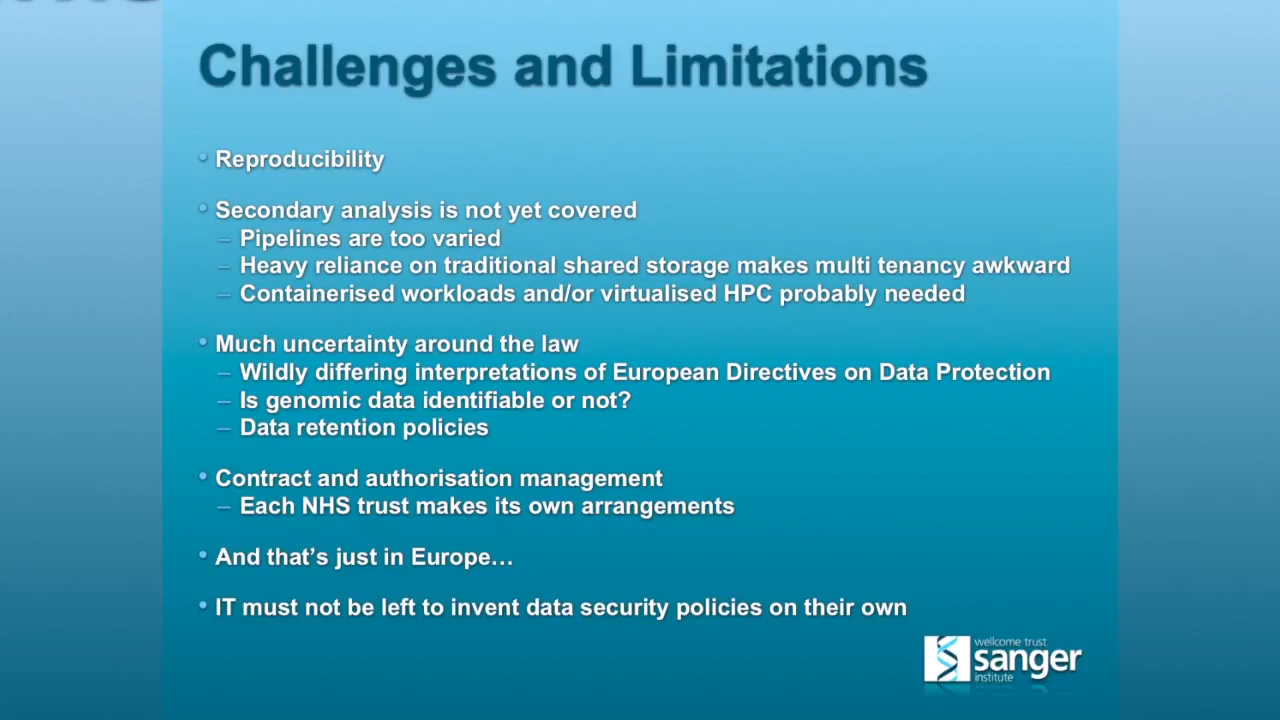 Challenges and Limitations
• Reproducibility
• Secondary analysis is not yet covered
– Pipelines are too varied
– Heavy reliance on traditional shared storage makes multi tenancy awkward
– Containerised workloads and/or virtualised HPC probably needed
• Much uncertainty around the law
– Wildly differing interpretations of European Directives on Data Protection
– Is genomic data identifiable or not?
– Data retention policies
• Contract and authorisation management
– Each NHS trust makes its own arrangements
• And that’s just in Europe…
• IT must not be left to invent data security policies on their own
wellcome trust
sanger
institute